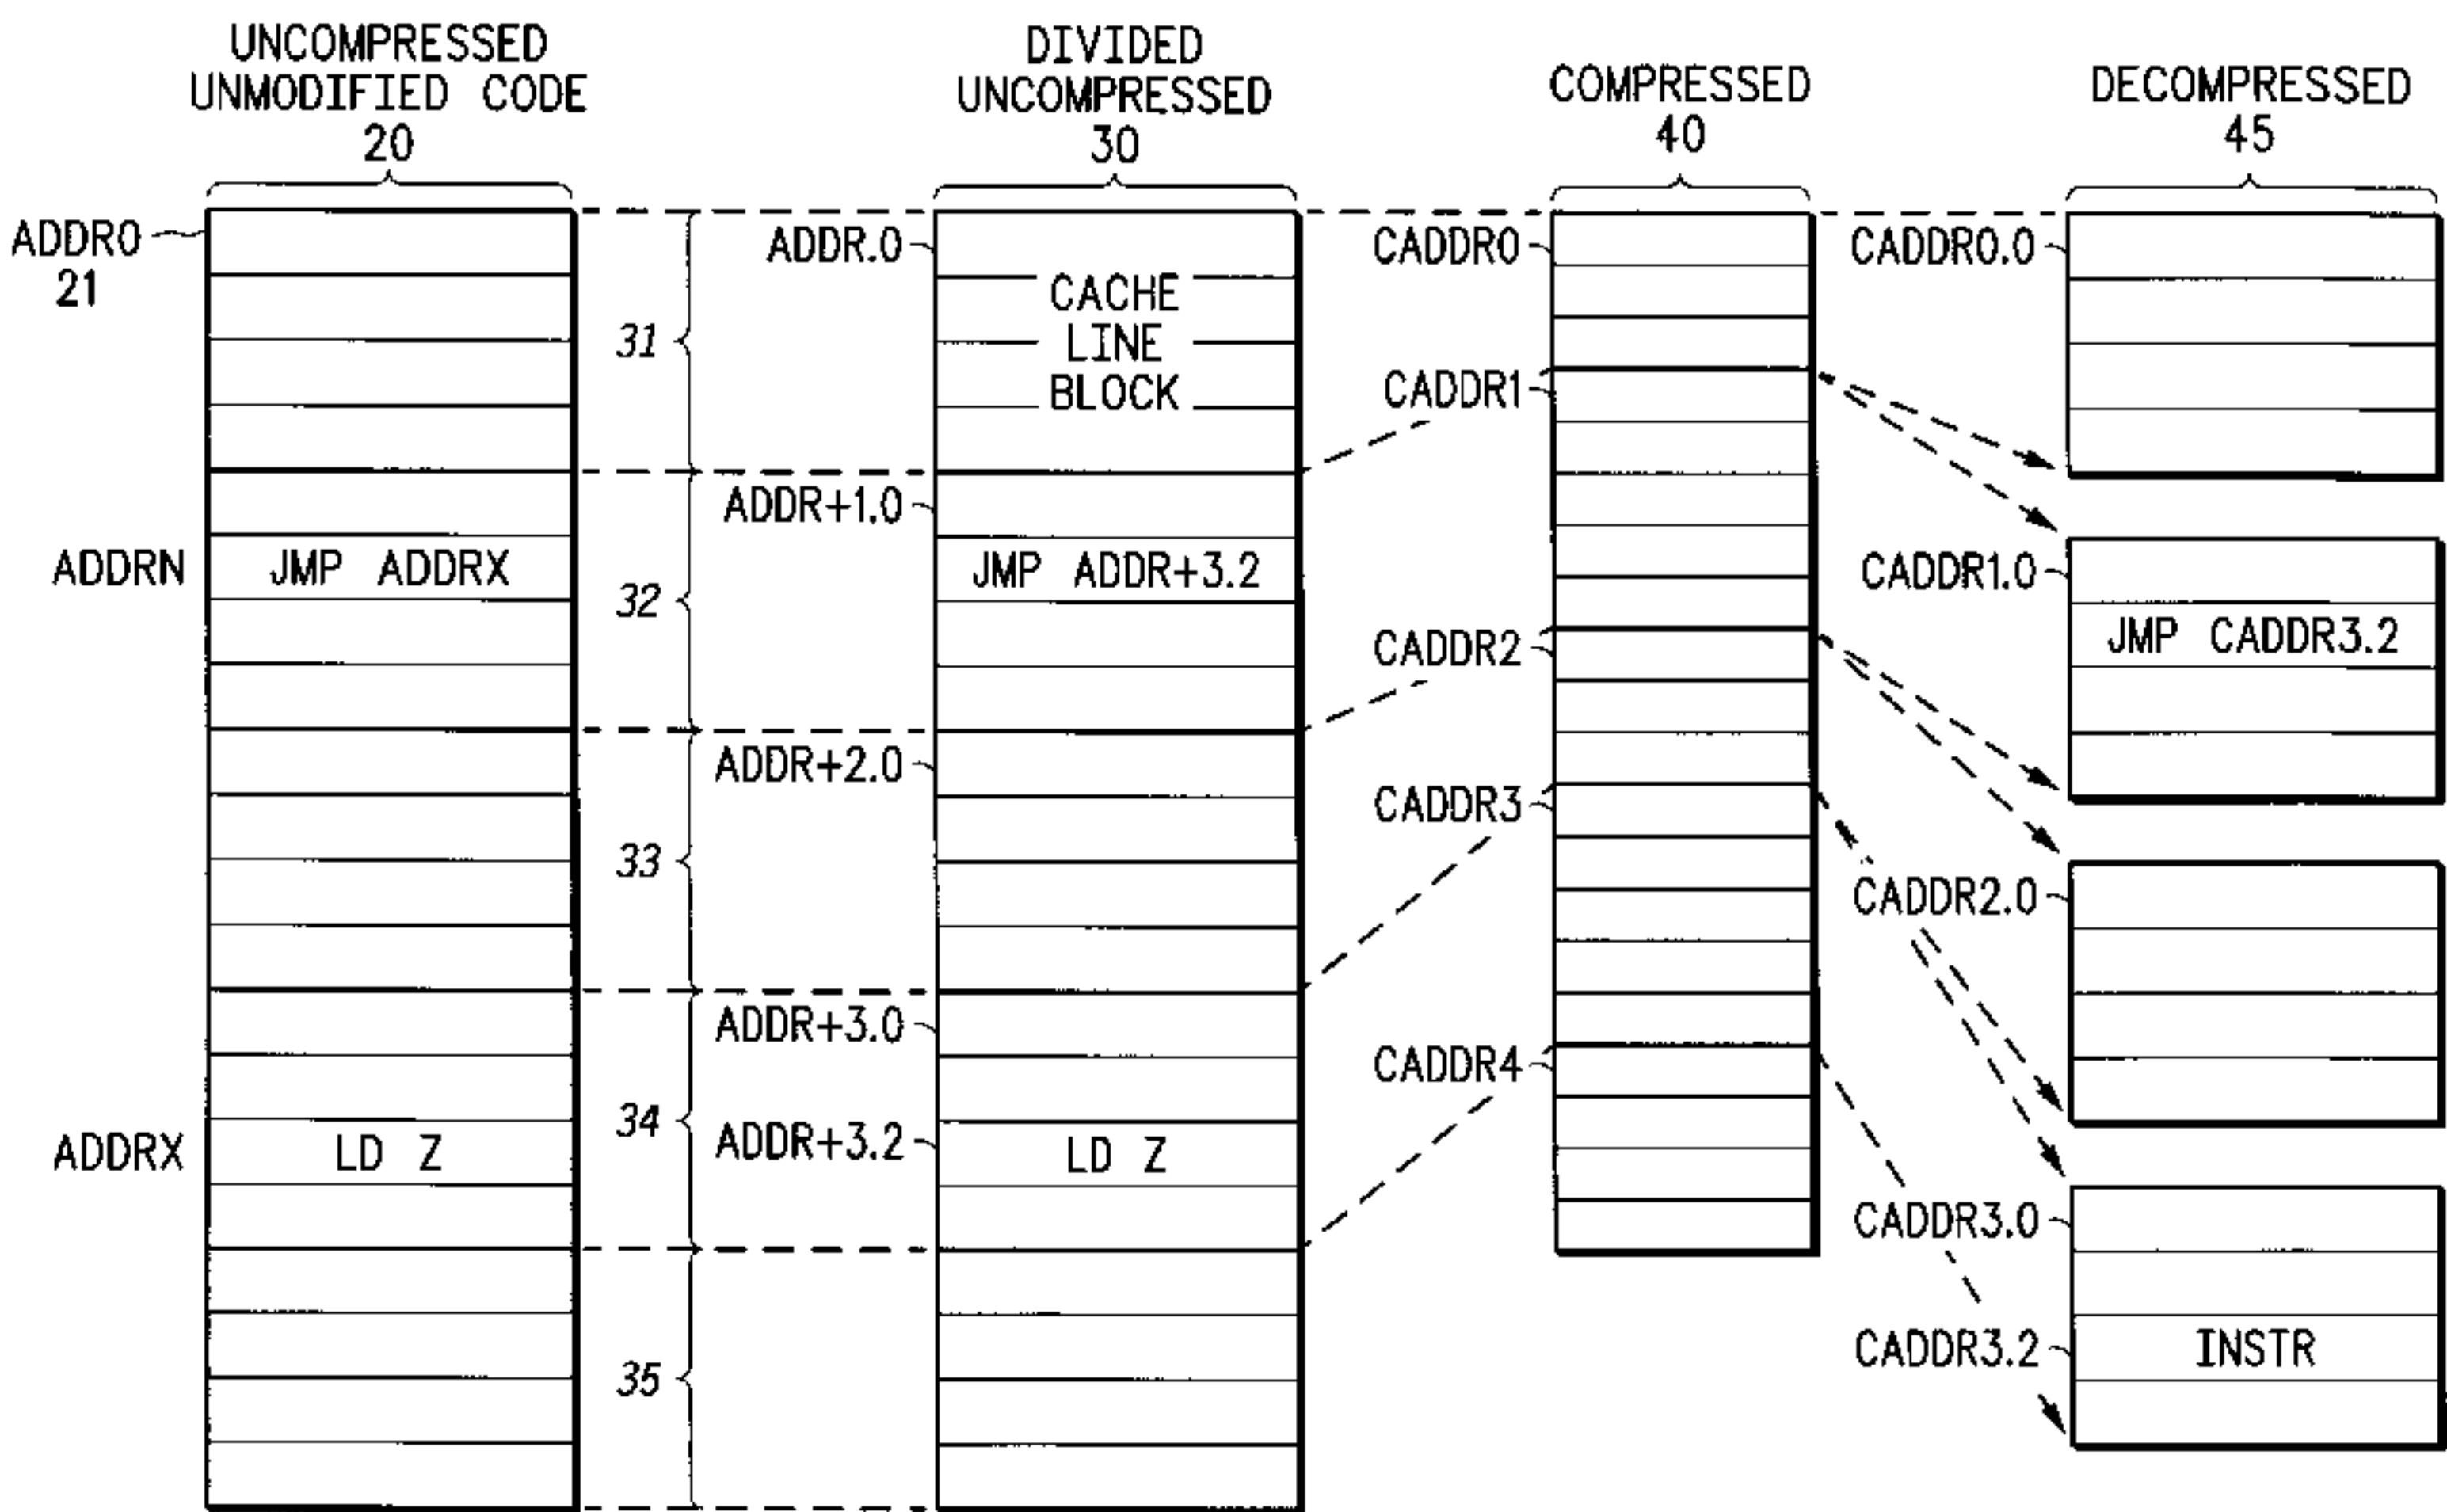 UNCOMPRESSED
UNMODIFIED CODE
20
DIVIDED
UNCOMPRESSED
30
COMPRESSED
40
DECOMPRESSED
45
ADDR0
21
ADDRN
JMP ADDRX
ADDRX
LD Z
31
32
33
34
35
ADDR.0
CACHE
LINE
BLOCK
ADDR+1.0
JMP ADDR+3.2
ADDR+2.0
ADDR+3.0
ADDR+3.2
LD Z
CADDR0
CADDR1
CADDR2
CADDR3
CADDR4
CADDR0.0
CADDR1.0
JMP CADDR3.2
CADDR2.0
CADDR3.0
CADDR3.2
INSTR